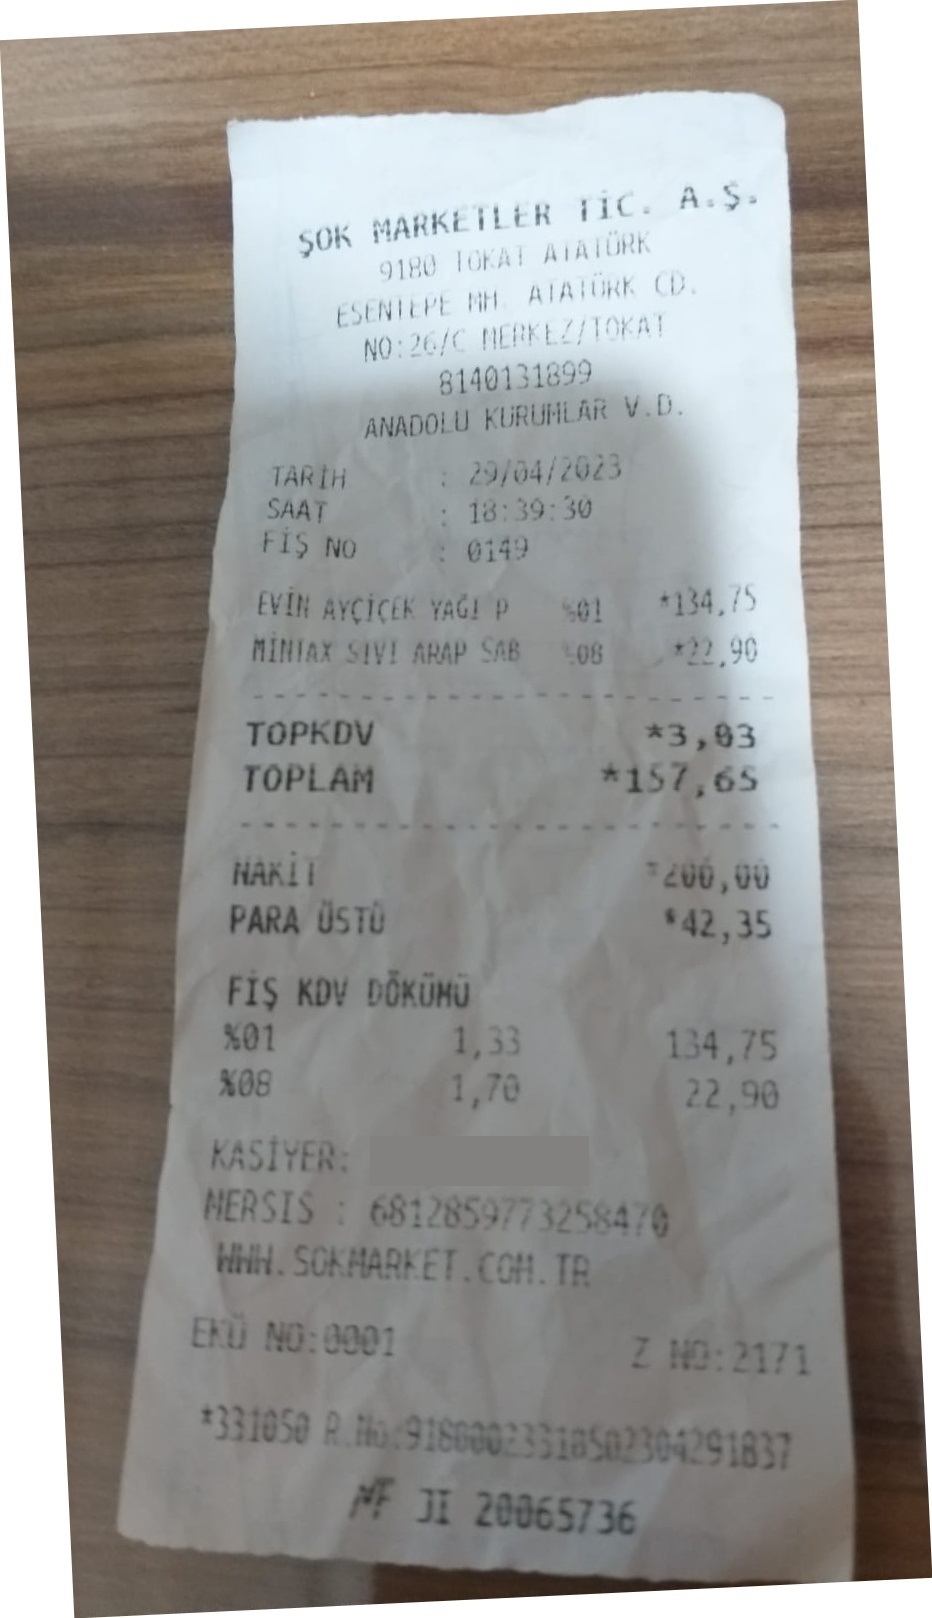 ŞOK MARKETLER TİC. A.Ş.
9180 TOKAT ATATÜRK
ESENTEPE MH. ATATÜRK CD.
NO:26/C MERKEZ/TOKAT
8140131899
ANADOLU KURUMLAR V.D.
TARİH : 29/04/2023
SAAT : 18:39:30
FİŞ NO : 0149
EVİN AYÇİÇEK YAĞI P %01 *134,75
MİNTAX SIVI ARAP SAB %08 *22,90
TOPKDV *3,03
TOPLAM *157,65
NAKİT *200,00
PARA ÜSTÜ *42,35
FİŞ KDV DÖKÜMÜ
%01 1,33 134,75
%08 1,70 22,90
KASİYER:
MERSIS : 6812859773258470
WWW.SOKMARKET.COM.TR
EKÜ NO:0001 Z NO:2171
*331050 R.No:
MF JI 20065736